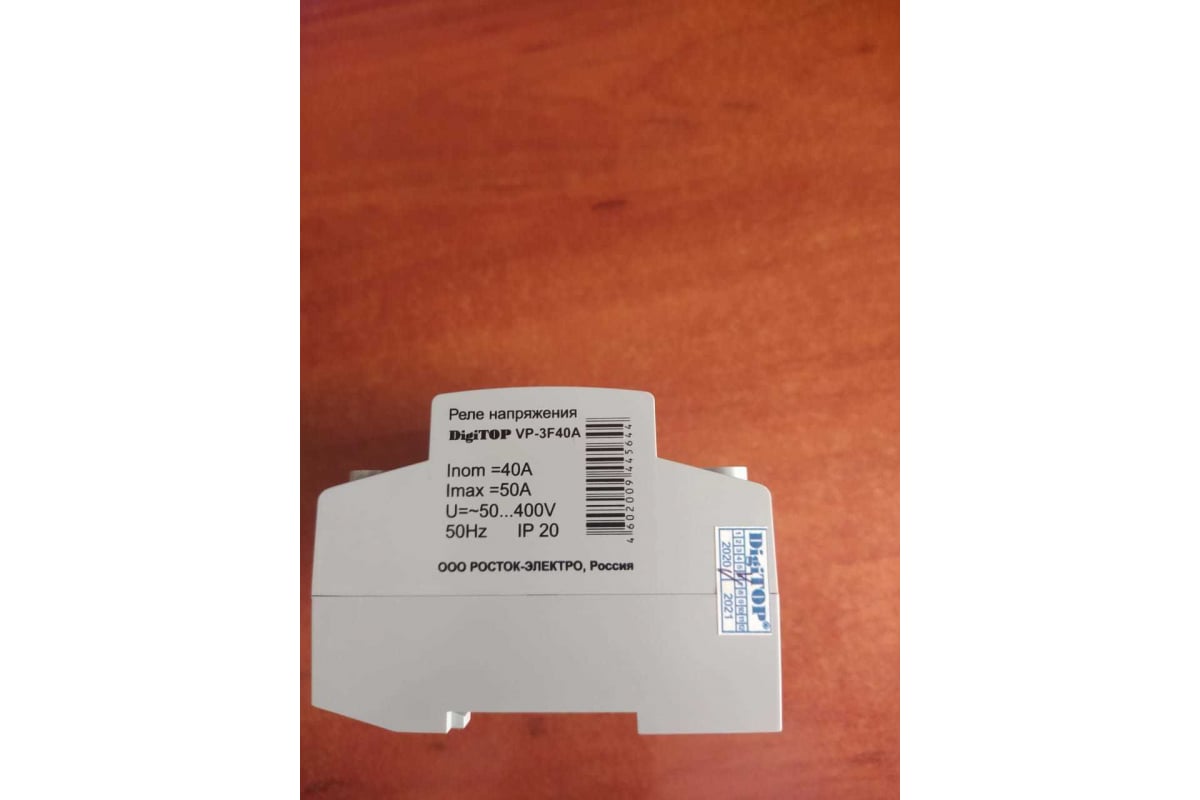 Реле напряжения
DigiTOP VP-3F40A
Inom =40A
Imax =50A
U=~50...400V
50Hz IP 20
ООО РОСТОК-ЭЛЕКТРО, Россия
4602009445644
DigiTOP®
2020 2021